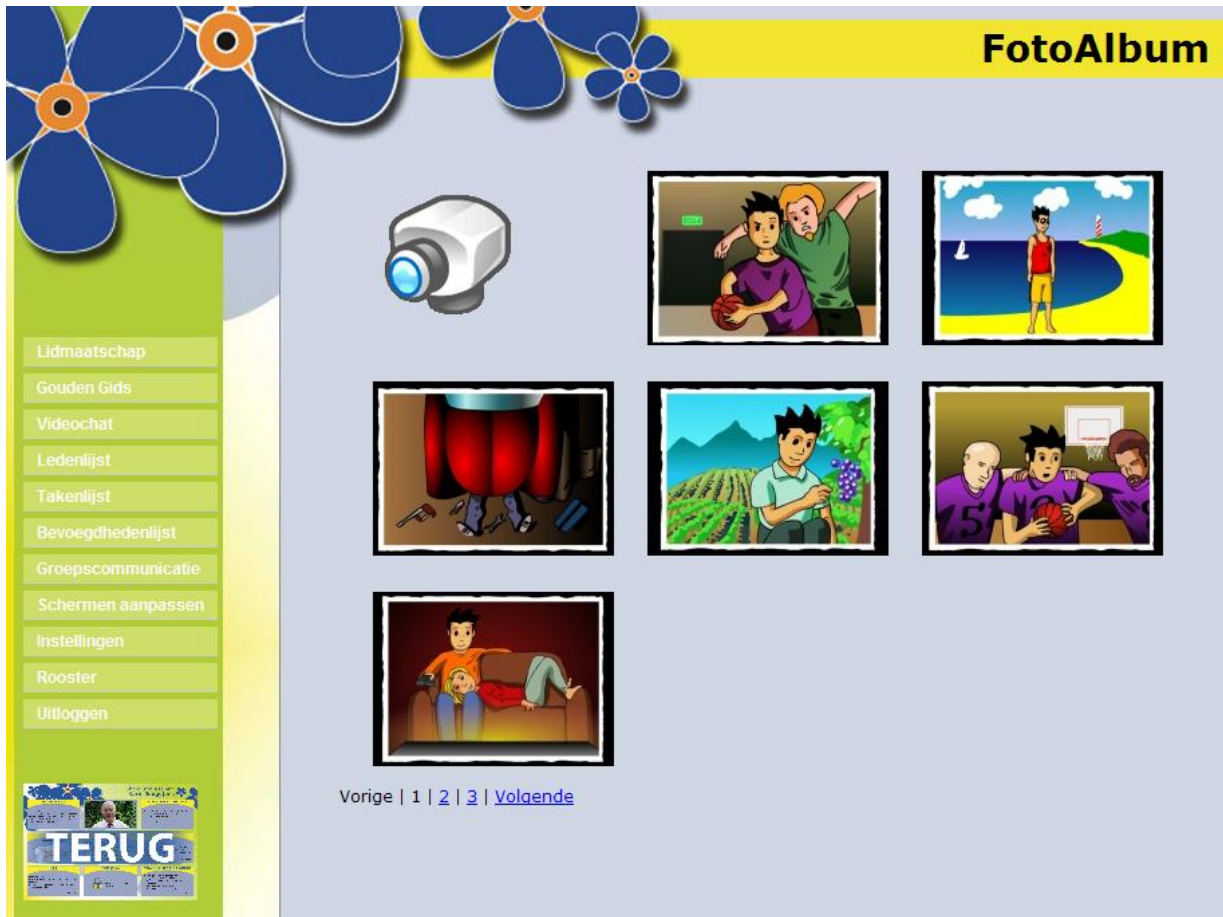 FotoAlbum
Lidmaatschap
Gouden Gids
Videochat
Ledenlijst
Takenlijst
Bevoegdhedenlijst
Groepscommunicatie
Schermen aanpassen
Instellingen
Rooster
Uitloggen
TERUG
5
Vorige | 1 | 2 | 3 | Volgende